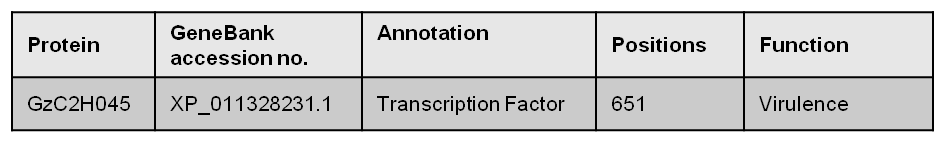 Protein
GeneBank
accession no.
Annotation
Positions
Function
GzC2H045
XP_011328231.1
Transcription Factor
651
Virulence